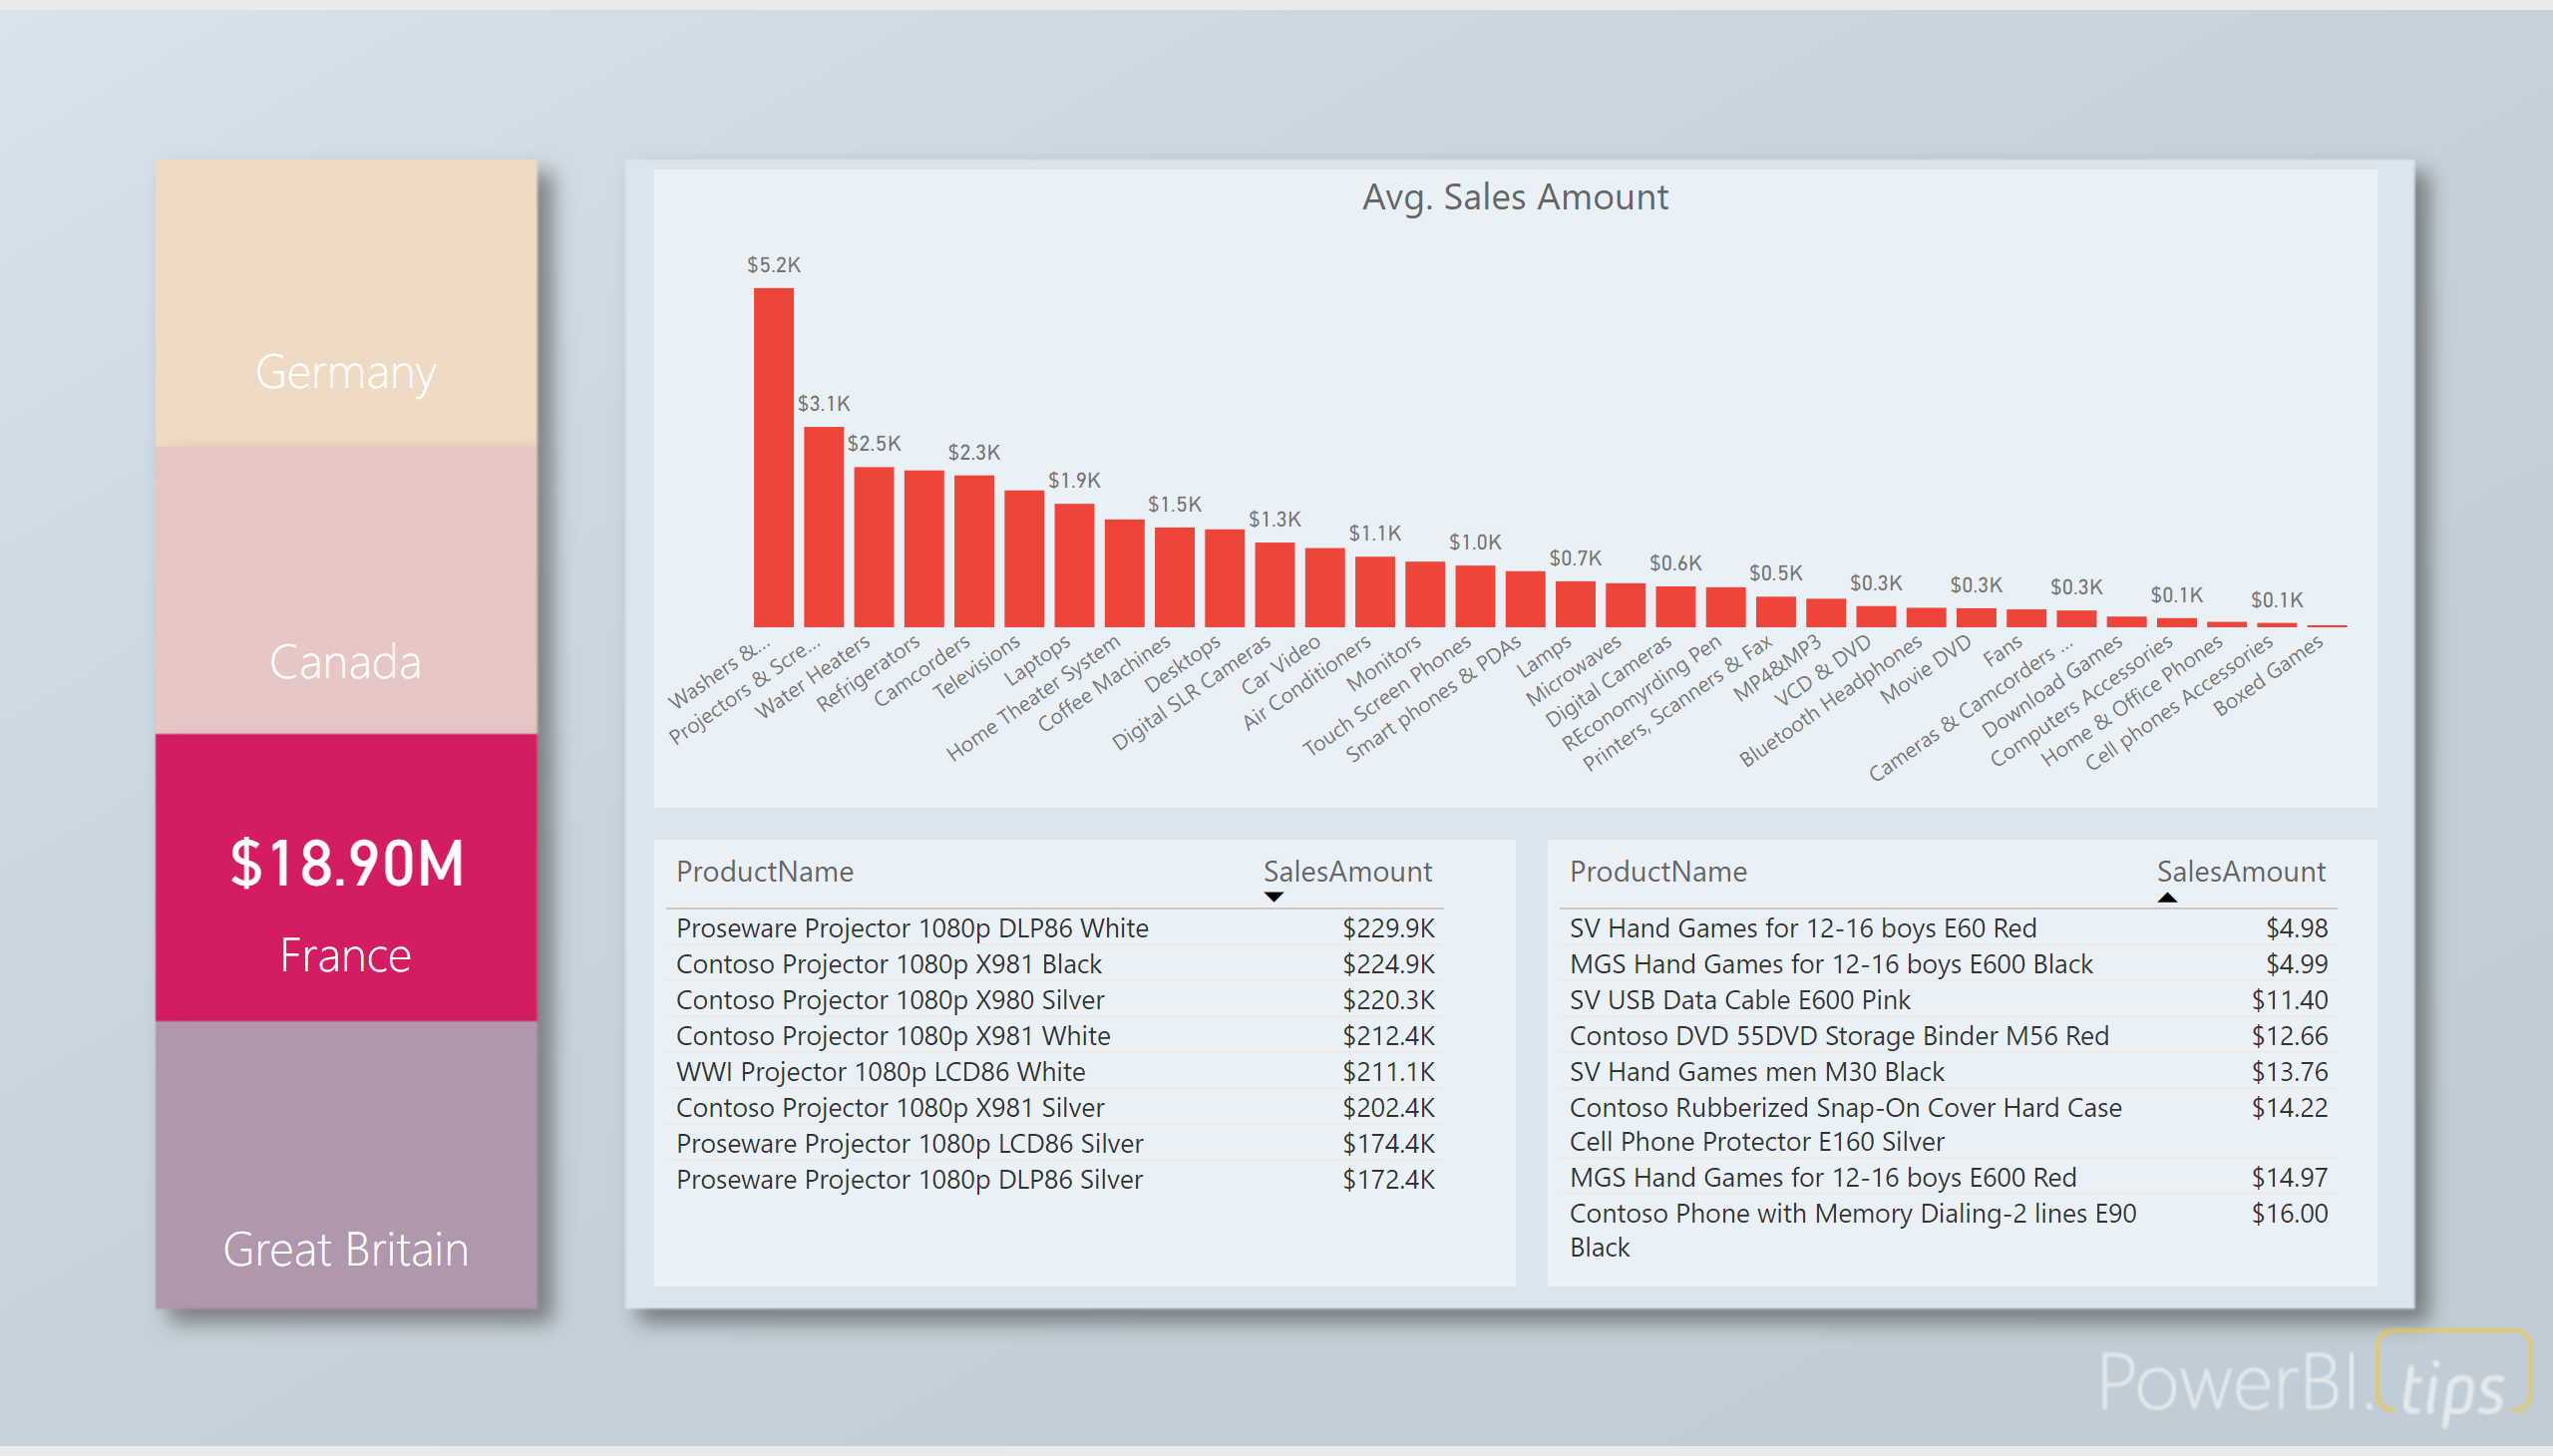 Germany
Canada
$18.90M
France
Great Britain
Avg. Sales Amount
$5.2K
$3.1K
$2.5K
$2.3K
$1.9K
$1.5K
$1.3K
$1.1K
$1.0K
$0.7K
$0.6K
$0.5K
$0.3K
$0.3K
$0.3K
$0.1K
$0.1K
Washers &...
Projectors & Scre...
Water Heaters
Refrigerators
Camcorders
Televisions
Laptops
Home Theater System
Coffee Machines
Desktops
Digital SLR Cameras
Car Video
Air Conditioners
Monitors
Touch Screen Phones
Smart phones & PDAs
Lamps
Microwaves
Digital Cameras
REconomyrding Pen
Printers, Scanners & Fax
MP4&MP3
VCD & DVD
Bluetooth Headphones
Movie DVD
Fans
Cameras & Camcorders ...
Download Games
Computers Accessories
Home & Office Phones
Cell phones Accessories
Boxed Games
ProductName SalesAmount
Proseware Projector 1080p DLP86 White $229.9K
Contoso Projector 1080p X981 Black $224.9K
Contoso Projector 1080p X980 Silver $220.3K
Contoso Projector 1080p X981 White $212.4K
WWI Projector 1080p LCD86 White $211.1K
Contoso Projector 1080p X981 Silver $202.4K
Proseware Projector 1080p LCD86 Silver $174.4K
Proseware Projector 1080p DLP86 Silver $172.4K
ProductName SalesAmount
SV Hand Games for 12-16 boys E60 Red $4.98
MGS Hand Games for 12-16 boys E600 Black $4.99
SV USB Data Cable E600 Pink $11.40
Contoso DVD 55DVD Storage Binder M56 Red $12.66
SV Hand Games men M30 Black $13.76
Contoso Rubberized Snap-On Cover Hard Case $14.22
Cell Phone Protector E160 Silver
MGS Hand Games for 12-16 boys E600 Red $14.97
Contoso Phone with Memory Dialing-2 lines E90 $16.00
Black
PowerBI.tips